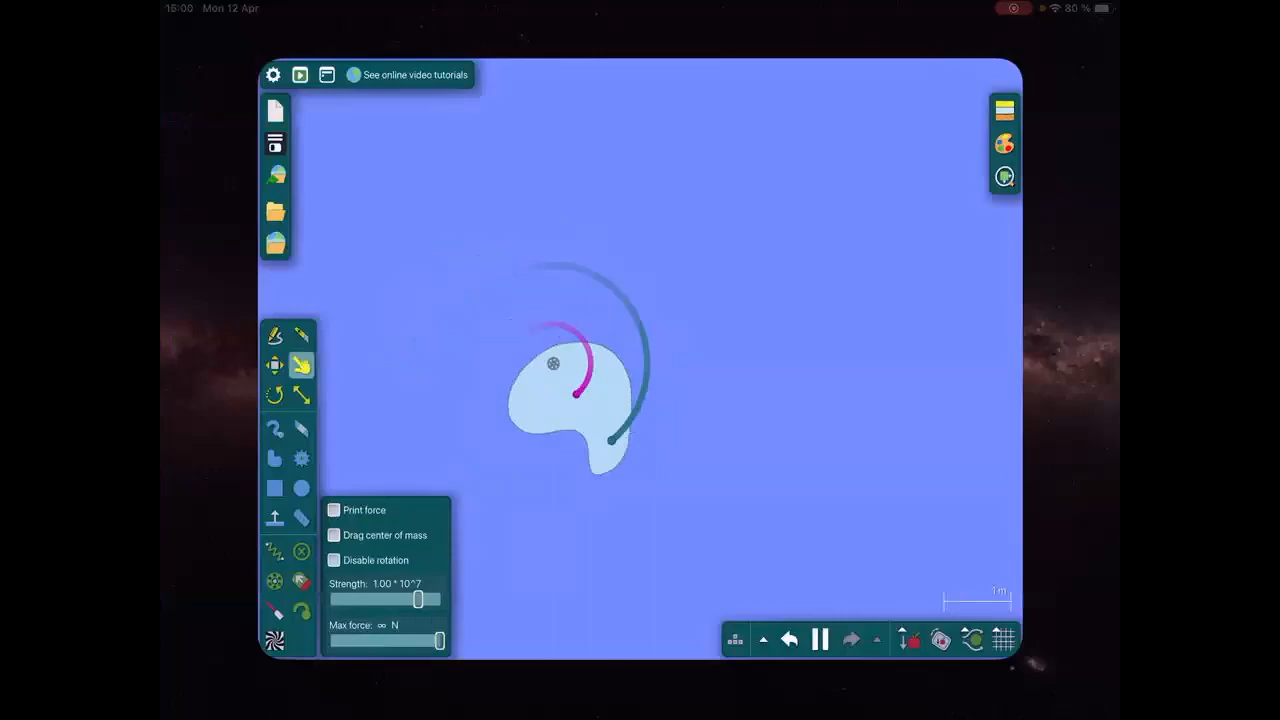 15:00 Mon 12 Apr
80 %
See online video tutorials
Print force
Drag center of mass
Disable rotation
Strength: 1.00 * 10^7
Max force: ∞ N
1 m